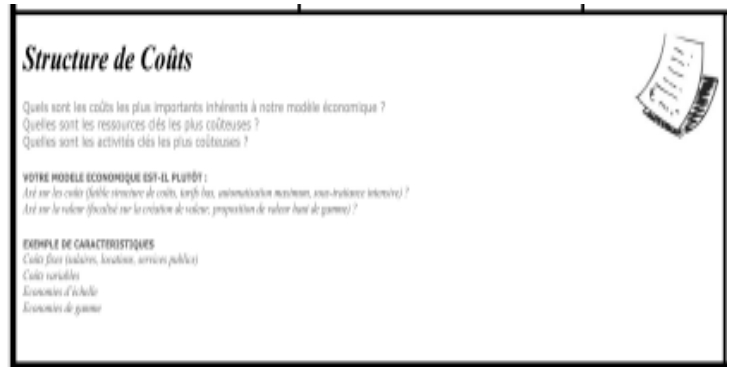 Structure de Coûts
Quels sont les coûts les plus importants inhérents à notre modèle économique ?
Quelles sont les ressources clés les plus coûteuses ?
Quelles sont les activités clés les plus coûteuses ?
VOTRE MODELE ECONOMIQUE EST-IL PLUTÔT :
Axé sur les coûts (faible structure de coûts, tarifs bas, automatisation maximum, sous-traitance intensive) ?
Axé sur la valeur (focalisé sur la création de valeur, proposition de valeur haut de gamme) ?
EXEMPLE DE CARACTERISTIQUES
Coûts fixes (salaires, locations, services publics)
Coûts variables
Economies d'échelle
Economies de gamme